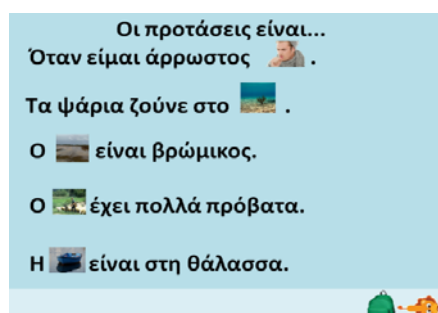 Οι προτάσεις είναι...
Όταν είμαι άρρωστος .
Τα ψάρια ζούνε στο .
Ο είναι βρώμικος.
Ο έχει πολλά πρόβατα.
Η είναι στη θάλασσα.